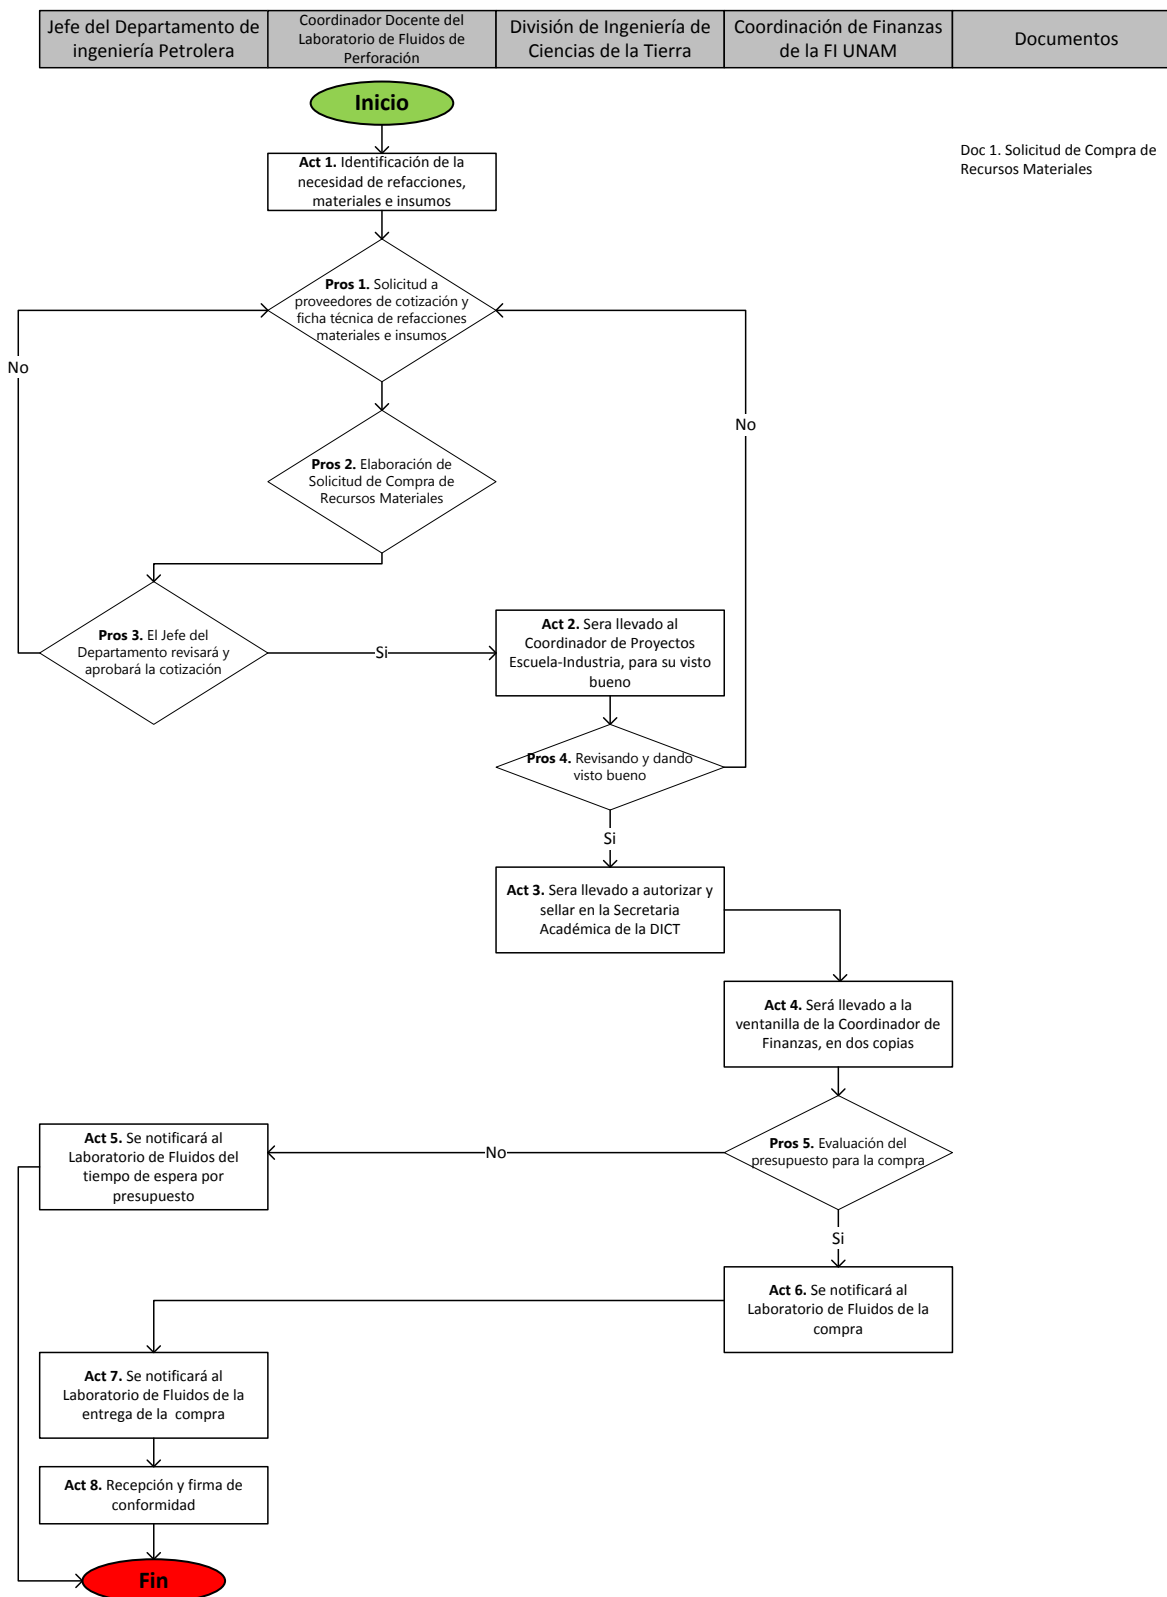 Jefe del Departamento de
ingeniería Petrolera
Coordinador Docente del
Laboratorio de Fluidos de
Perforación
División de Ingeniería de
Ciencias de la Tierra
Coordinación de Finanzas
de la FI UNAM
Documentos
Inicio
Doc 1. Solicitud de Compra de
Recursos Materiales
Act 1. Identificación de la
necesidad de refacciones,
materiales e insumos
Pros 1. Solicitud a
proveedores de cotización y
ficha técnica de refacciones
materiales e insumos
No
No
Pros 2. Elaboración de
Solicitud de Compra de
Recursos Materiales
Pros 3. El Jefe del
Departamento revisará y
aprobará la cotización
Si
Act 2. Sera llevado al
Coordinador de Proyectos
Escuela-Industria, para su visto
bueno
Pros 4. Revisando y dando
visto bueno
Si
Act 3. Sera llevado a autorizar y
sellar en la Secretaria
Académica de la DICT
Act 4. Será llevado a la
ventanilla de la Coordinador de
Finanzas, en dos copias
Pros 5. Evaluación del
presupuesto para la compra
No
Act 5. Se notificará al
Laboratorio de Fluidos del
tiempo de espera por
presupuesto
Si
Act 6. Se notificará al
Laboratorio de Fluidos de la
compra
Act 7. Se notificará al
Laboratorio de Fluidos de la
entrega de la  compra
Act 8. Recepción y firma de
conformidad
Fin